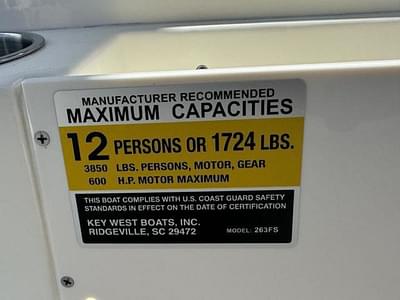 MANUFACTURER RECOMMENDED
MAXIMUM CAPACITIES
12 PERSONS OR 1724 LBS.
3850 LBS. PERSONS, MOTOR, GEAR
600 H.P. MOTOR MAXIMUM
THIS BOAT COMPLIES WITH U.S. COAST GUARD SAFETY
STANDARDS IN EFFECT ON THE DATE OF CERTIFICATION
KEY WEST BOATS, INC.
RIDGEVILLE, SC 29472 MODEL: 263FS